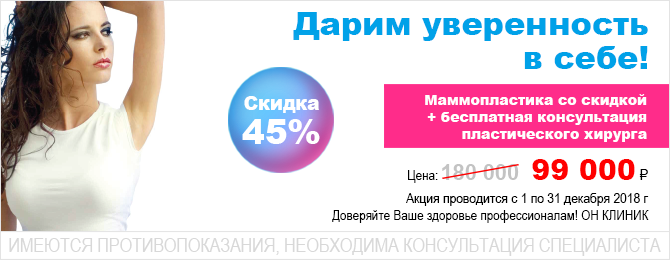 Дарим уверенность
в себе!
Скидка
45%
Маммопластика со скидкой
+ бесплатная консультация
пластического хирурга
Цена: 180 000 99 000 ₽
Акция проводится с 1 по 31 декабря 2018 г
Доверяйте Ваше здоровье профессионалам! ОН КЛИНИК
ИМЕЮТСЯ ПРОТИВОПОКАЗАНИЯ, НЕОБХОДИМА КОНСУЛЬТАЦИЯ СПЕЦИАЛИСТА